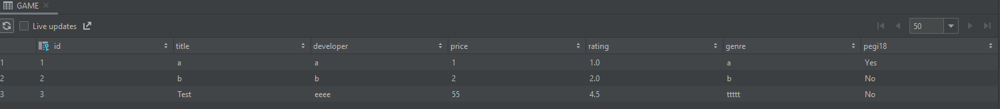 GAME
Live updates
50
id title developer price rating genre pegi18
1 1 a a 1 1.0 a Yes
2 2 b b 2 2.0 b No
3 3 Test eeee 55 4.5 ttttt No